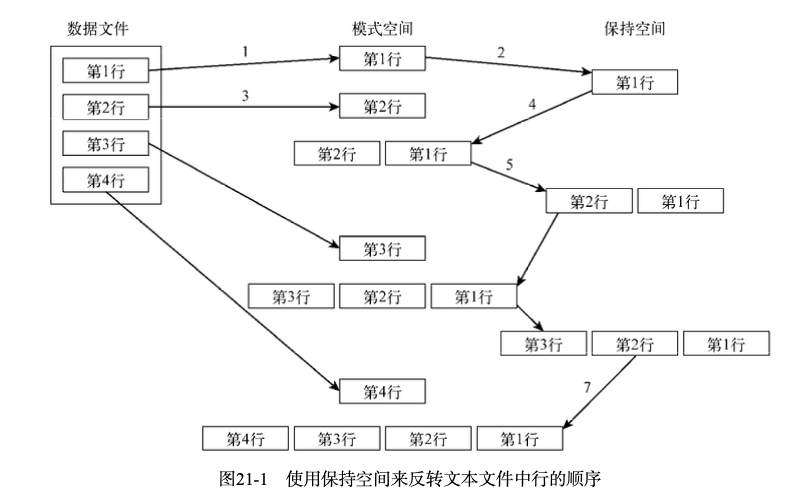 数据文件 模式空间 保持空间
1 2
第1行 第1行 第1行
3 4
第2行 第2行
第3行 第2行 第1行
5
第4行 第2行 第1行
第3行
第3行 第2行 第1行
第3行 第2行 第1行
第4行 7
第4行 第3行 第2行 第1行
图21-1 使用保持空间来反转文本文件中行的顺序